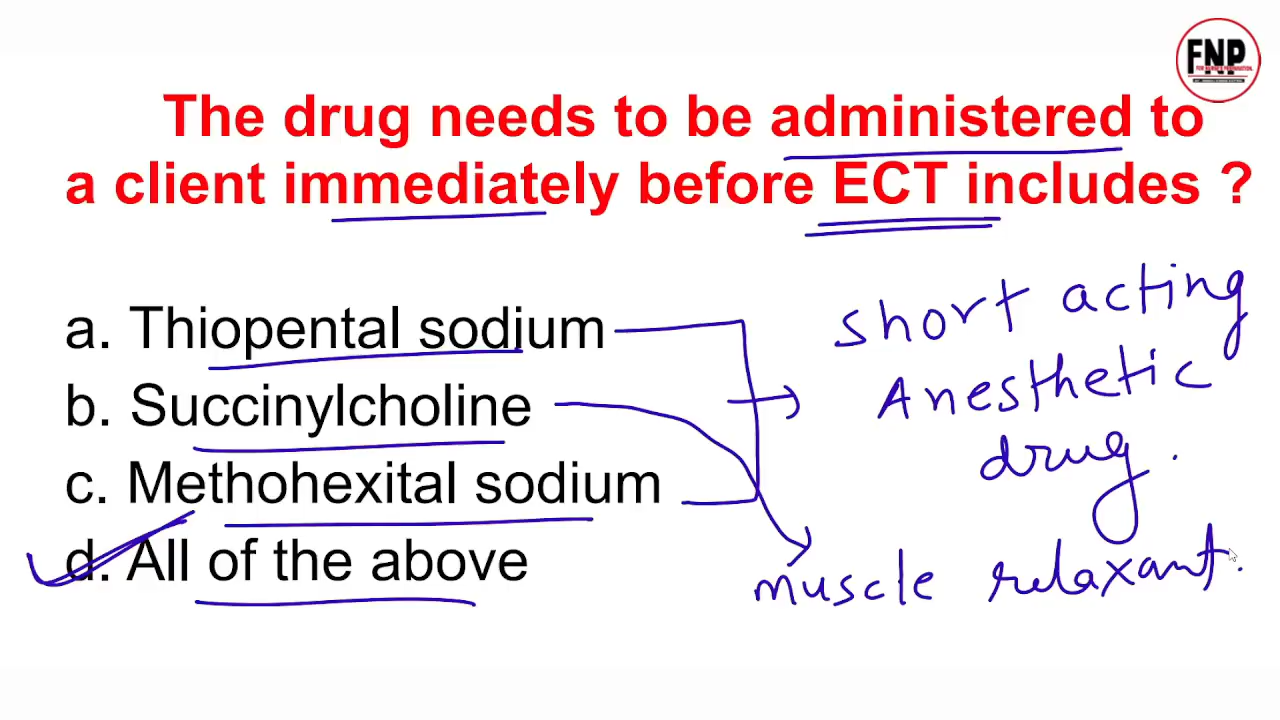 FNP
The drug needs to be administered to
a client immediately before ECT includes ?
a. Thiopental sodium
b. Succinylcholine
c. Methohexital sodium
d. All of the above
short acting
Anesthetic
drug.
muscle relaxant.